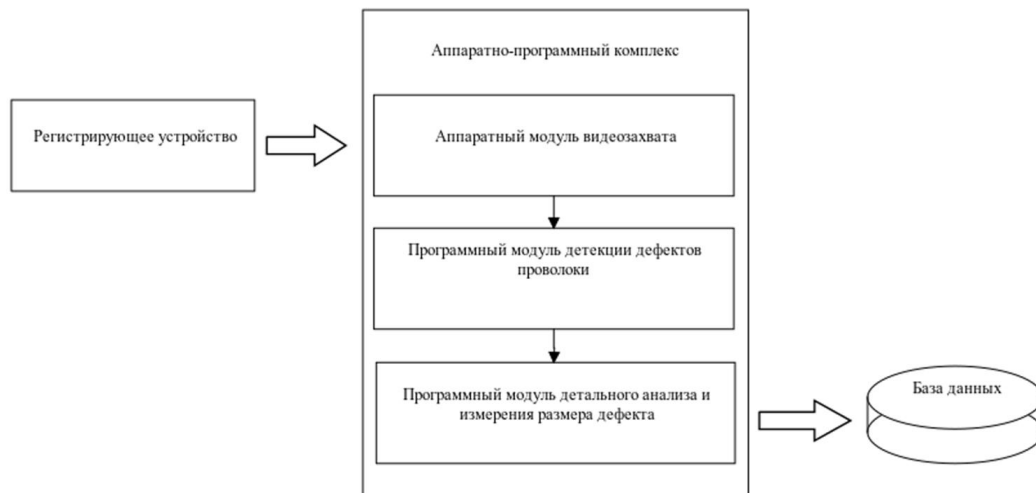 Аппаратно-программный комплекс
Регистрирующее устройство
Аппаратный модуль видеозахвата
Программный модуль детекции дефектов
проволоки
Программный модуль детального анализа и
измерения размера дефекта
База данных